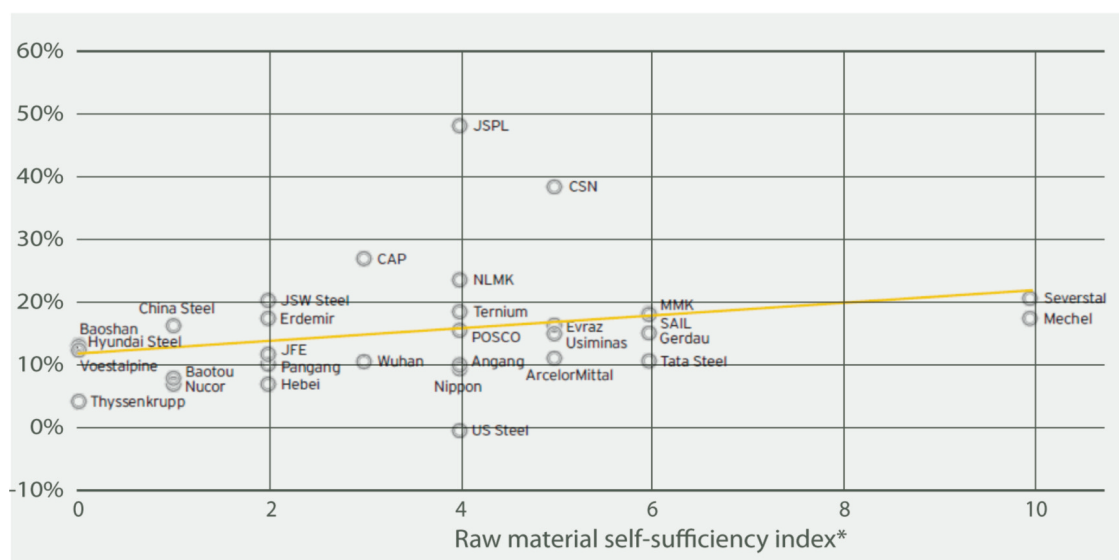 60%
50%
JSPL
40%
CSN
30%
CAP
NLMK
20%
JSW Steel
China Steel
Ternium
MMK
Severstal
Erdemir
Evraz
SAIL
Mechel
Baoshan
Hyundai Steel
POSCO
Usiminas
Gerdau
JFE
10%
Voestalpine
Pangang
Wuhan
Angang
ArcelorMittal
Tata Steel
Baotou
Nucor
Hebei
Nippon
Thyssenkrupp
0%
US Steel
-10%
0 2 4 6 8 10
Raw material self-sufficiency index*